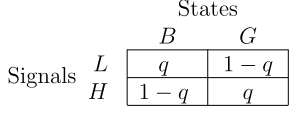 States
B G
Signals L q 1 − q
H 1 − q q